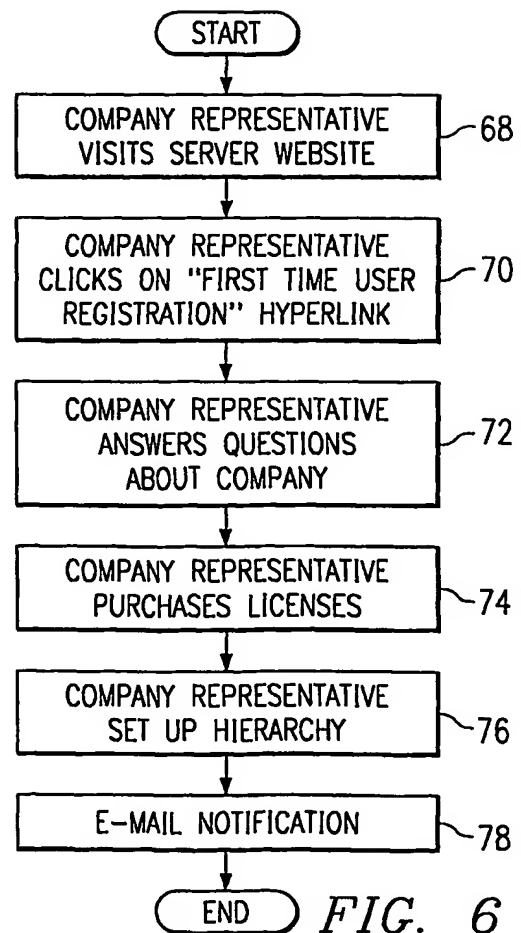 START
COMPANY REPRESENTATIVE
VISITS SERVER WEBSITE
68
COMPANY REPRESENTATIVE
CLICKS ON "FIRST TIME USER
REGISTRATION" HYPERLINK
70
COMPANY REPRESENTATIVE
ANSWERS QUESTIONS
ABOUT COMPANY
72
COMPANY REPRESENTATIVE
PURCHASES LICENSES
74
COMPANY REPRESENTATIVE
SET UP HIERARCHY
76
E-MAIL NOTIFICATION
78
END
FIG. 6